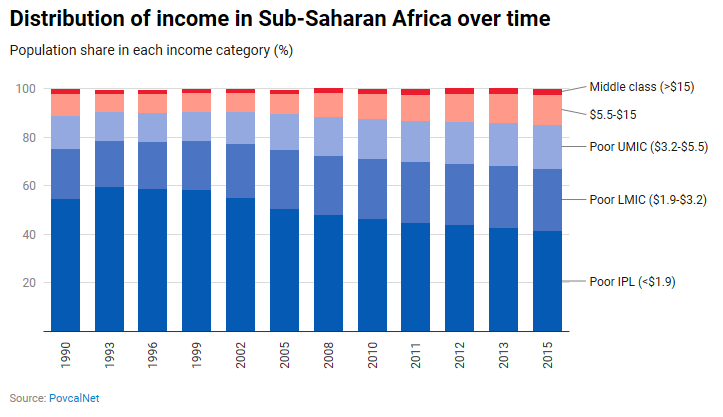 Distribution of income in Sub-Saharan Africa over time
Population share in each income category (%)
100
80
60
40
20
Middle class (>$15)
$5.5-$15
Poor UMIC ($3.2-$5.5)
Poor LMIC ($1.9-$3.2)
Poor IPL (<$1.9)
1990
1993
1996
1999
2002
2005
2008
2010
2011
2012
2013
2015
Source: PovcalNet